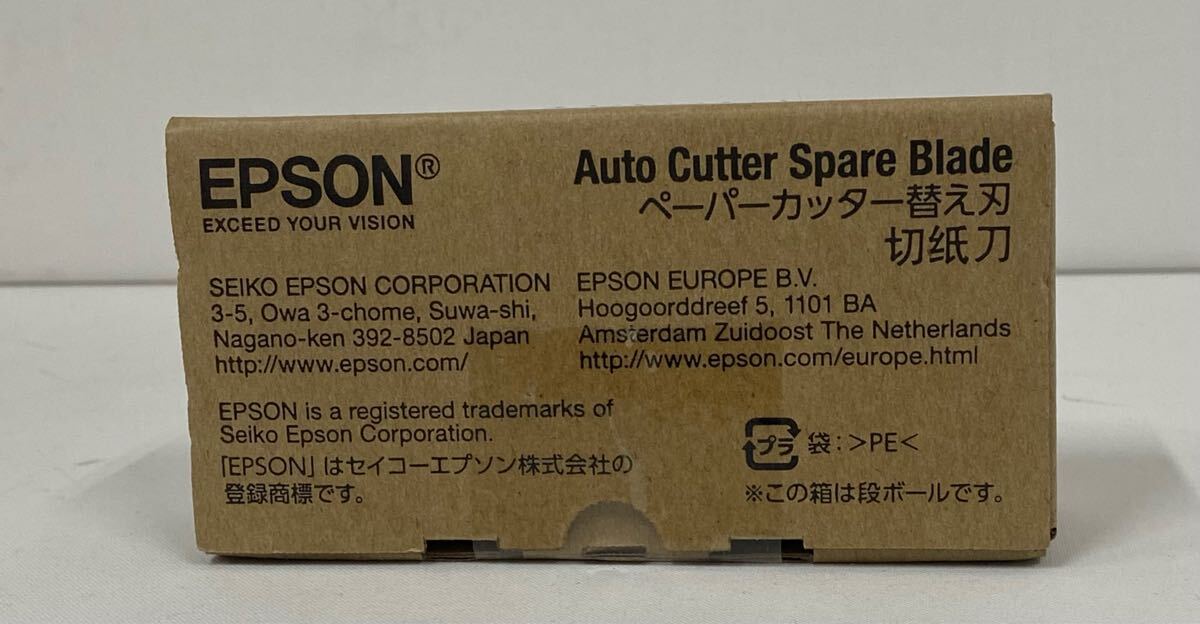 EPSON®
EXCEED YOUR VISION
Auto Cutter Spare Blade
ペーパーカッター替え刃
切纸刀
SEIKO EPSON CORPORATION
3-5, Owa 3-chome, Suwa-shi,
Nagano-ken 392-8502 Japan
http://www.epson.com/
EPSON EUROPE B.V.
Hoogoorddreef 5, 1101 BA
Amsterdam Zuidoost The Netherlands
http://www.epson.com/europe.html
EPSON is a registered trademarks of
Seiko Epson Corporation.
「EPSON」はセイコーエプソン株式会社の
登録商標です。
プラ 袋:>PE<
※この箱は段ボールです。